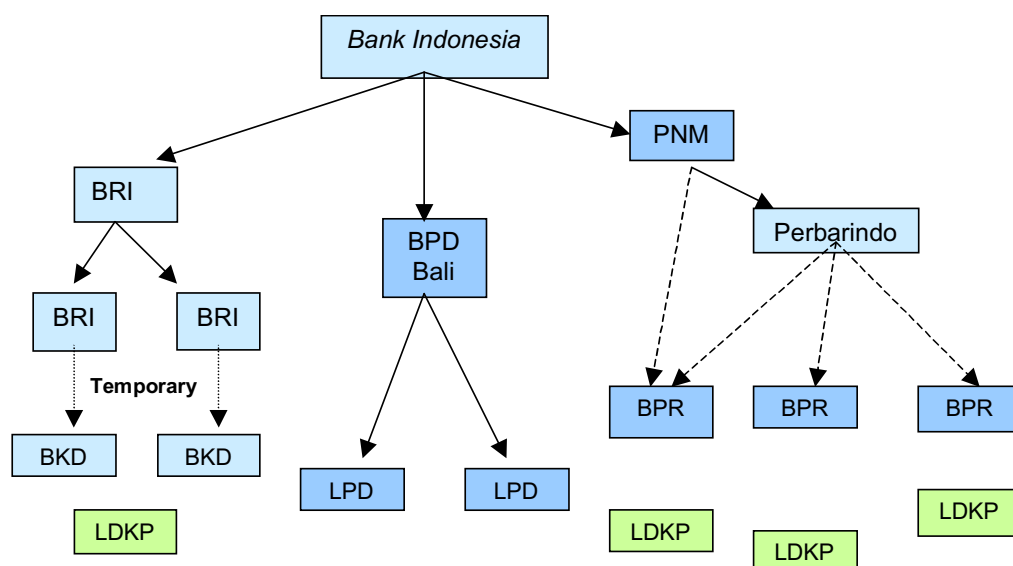 Bank Indonesia
PNM
BRI
Perbarindo
BPD
Bali
BRI
BRI
Temporary
BPR
BPR
BPR
BKD
BKD
LPD
LPD
LDKP
LDKP
LDKP
LDKP